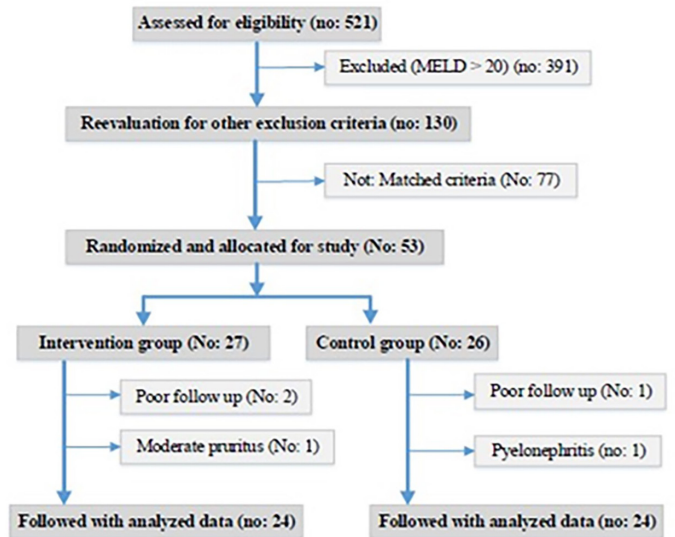 Assessed for eligibility (no: 521)
Excluded (MELD > 20) (no: 391)
Reevaluation for other exclusion criteria (no: 130)
Not: Matched criteria (No: 77)
Randomized and allocated for study (No: 53)
Intervention group (No: 27)
Control group (No: 26)
Poor follow up (No: 2)
Poor follow up (No: 1)
Moderate pruritus (No: 1)
Pyelonephritis (no: 1)
Followed with analyzed data (no: 24)
Followed with analyzed data (no: 24)